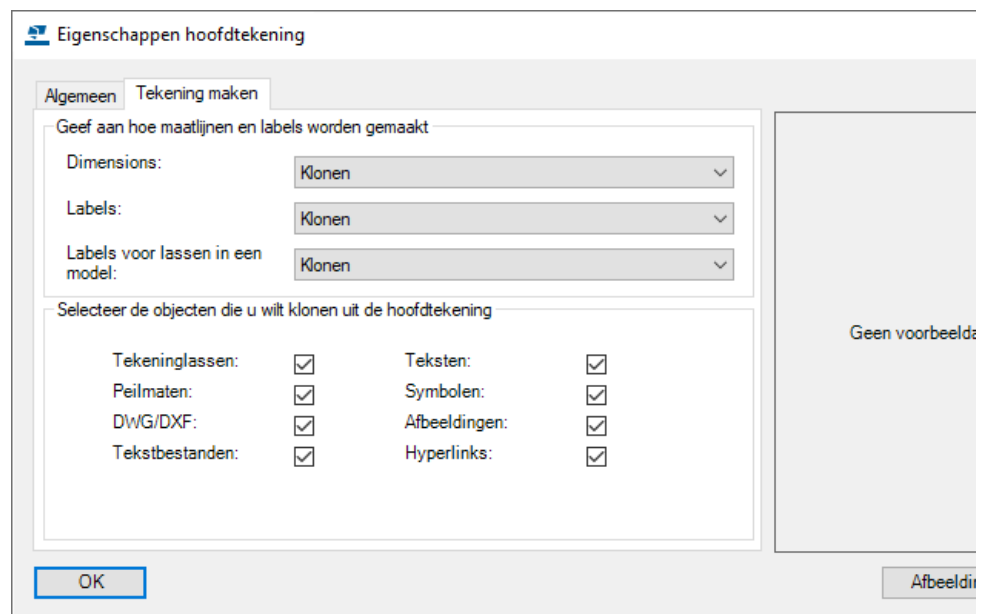 Eigenschappen hoofdtekening
Algemeen
Tekening maken
Geef aan hoe maatlijnen en labels worden gemaakt
Dimensions:
Klonen
Labels:
Klonen
Labels voor lassen in een
model:
Klonen
Selecteer de objecten die u wilt klonen uit de hoofdtekening
Tekeninglassen:
Teksten:
Peilmaten:
Symbolen:
DWG/DXF:
Afbeeldingen:
Tekstbestanden:
Hyperlinks:
Geen voorbeelda
OK
Afbeeldin